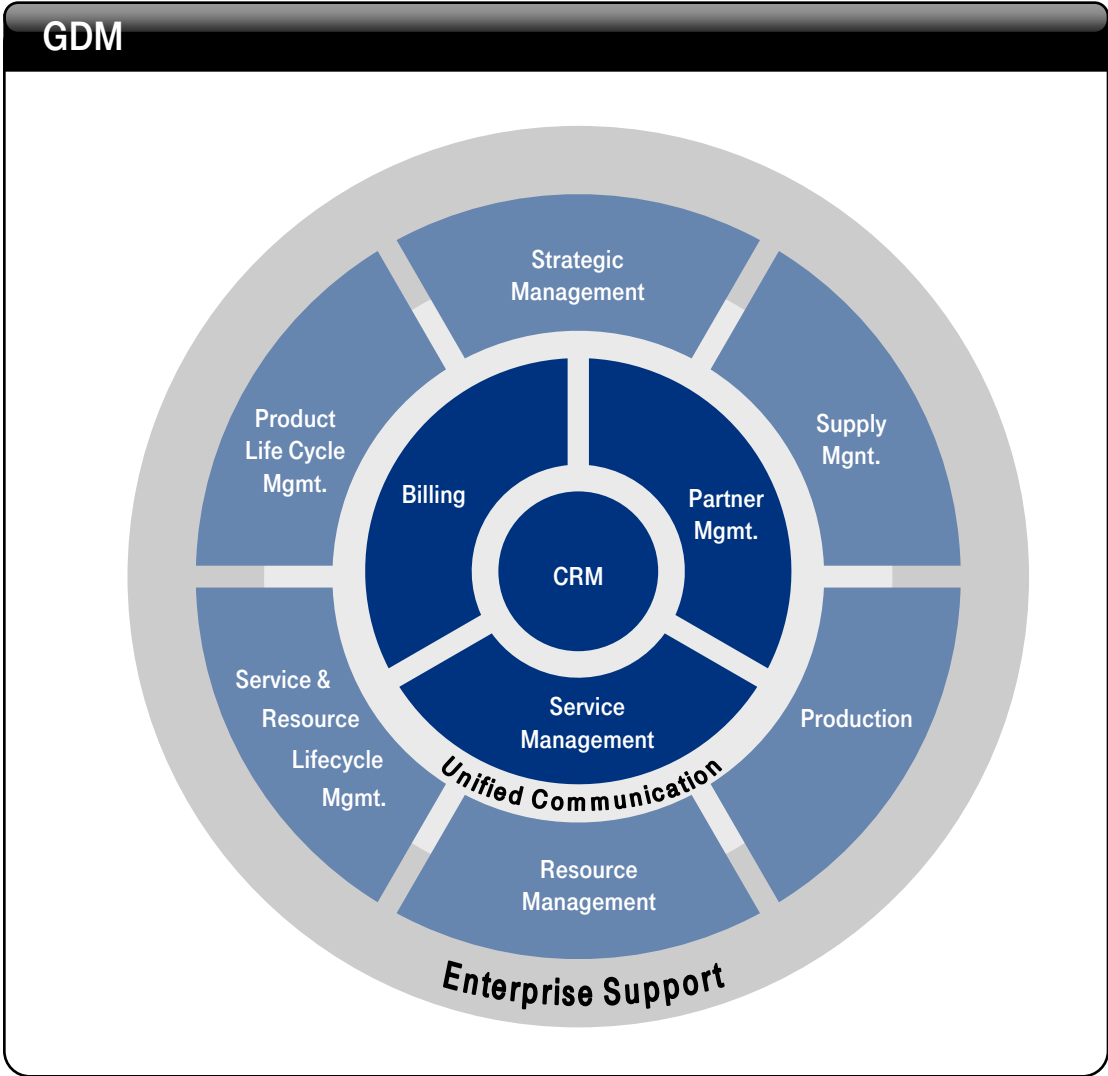 GDM
Strategic
Management
Product
Life Cycle
Mgmt.
Supply
Mgnt.
Billing
Partner
Mgmt.
CRM
Service &
Resource
Lifecycle
Mgmt.
Service
Management
Production
Unified Communication
Resource
Management
Enterprise Support